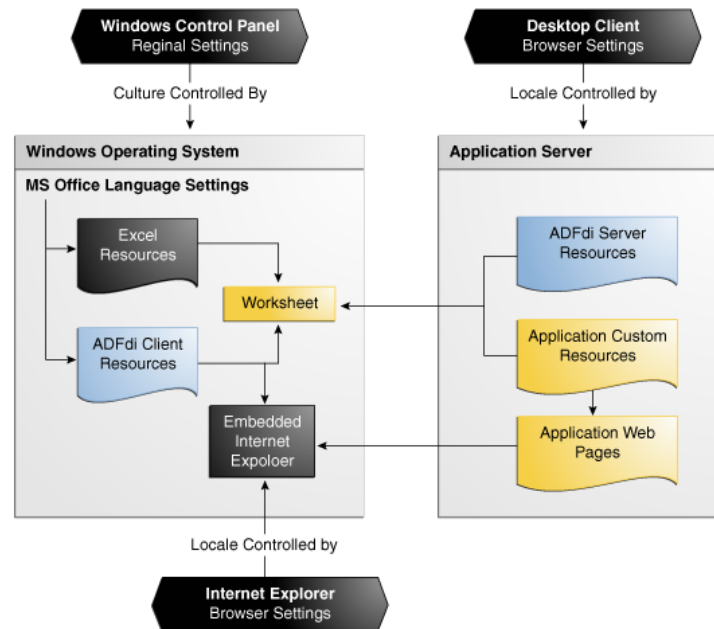 Windows Control Panel
Reginal Settings
Desktop Client
Browser Settings
Culture Controlled By
Locale Controlled by
Windows Operating System
MS Office Language Settings
Excel
Resources
Worksheet
ADFdi Client
Resources
Embedded
Internet
Expoloer
Application Server
ADFdi Server
Resources
Application Custom
Resources
Application Web
Pages
Locale Controlled by
Internet Explorer
Browser Settings